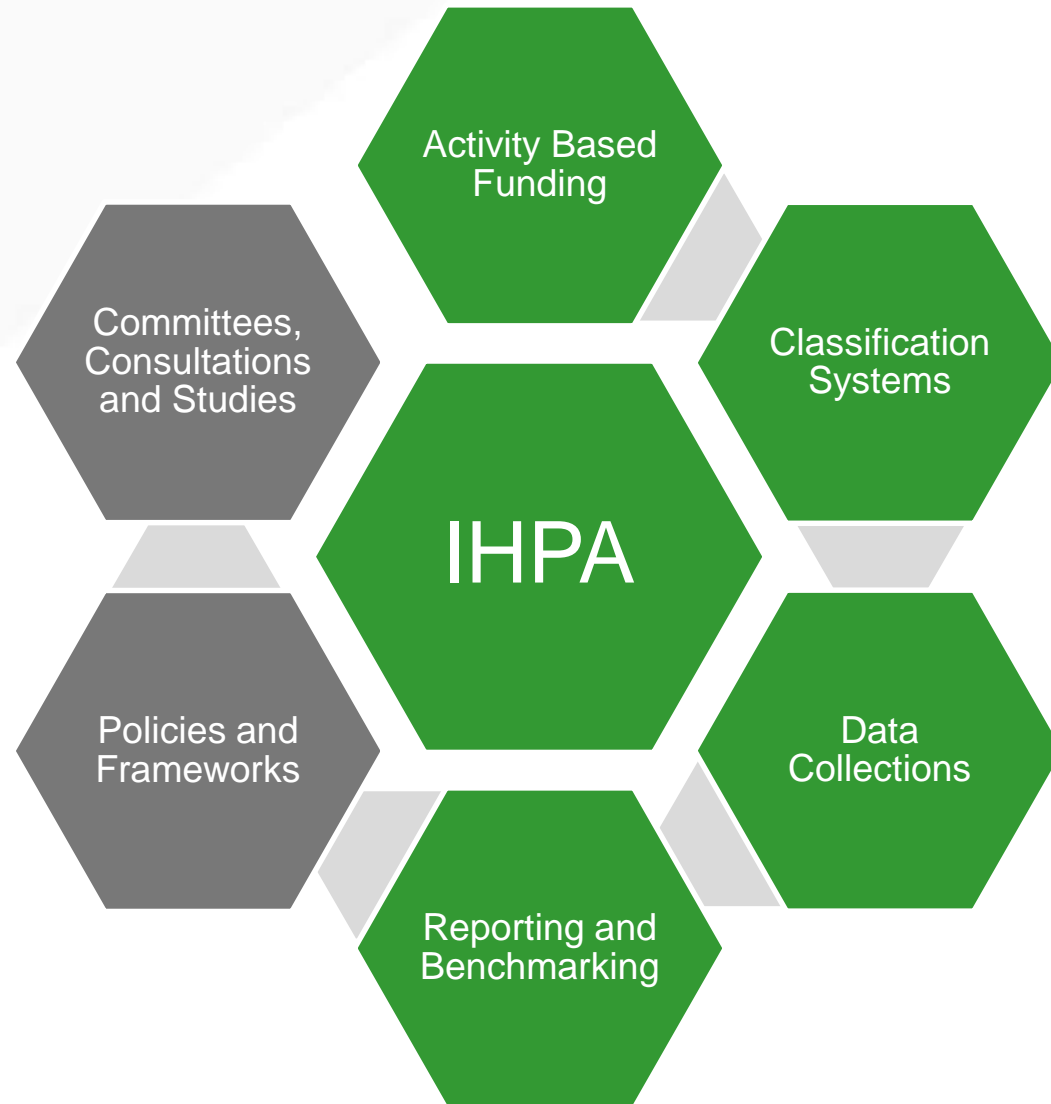 Activity Based
Funding
Committees,
Consultations
and Studies
Classification
Systems
IHPA
Policies and
Frameworks
Data
Collections
Reporting and
Benchmarking